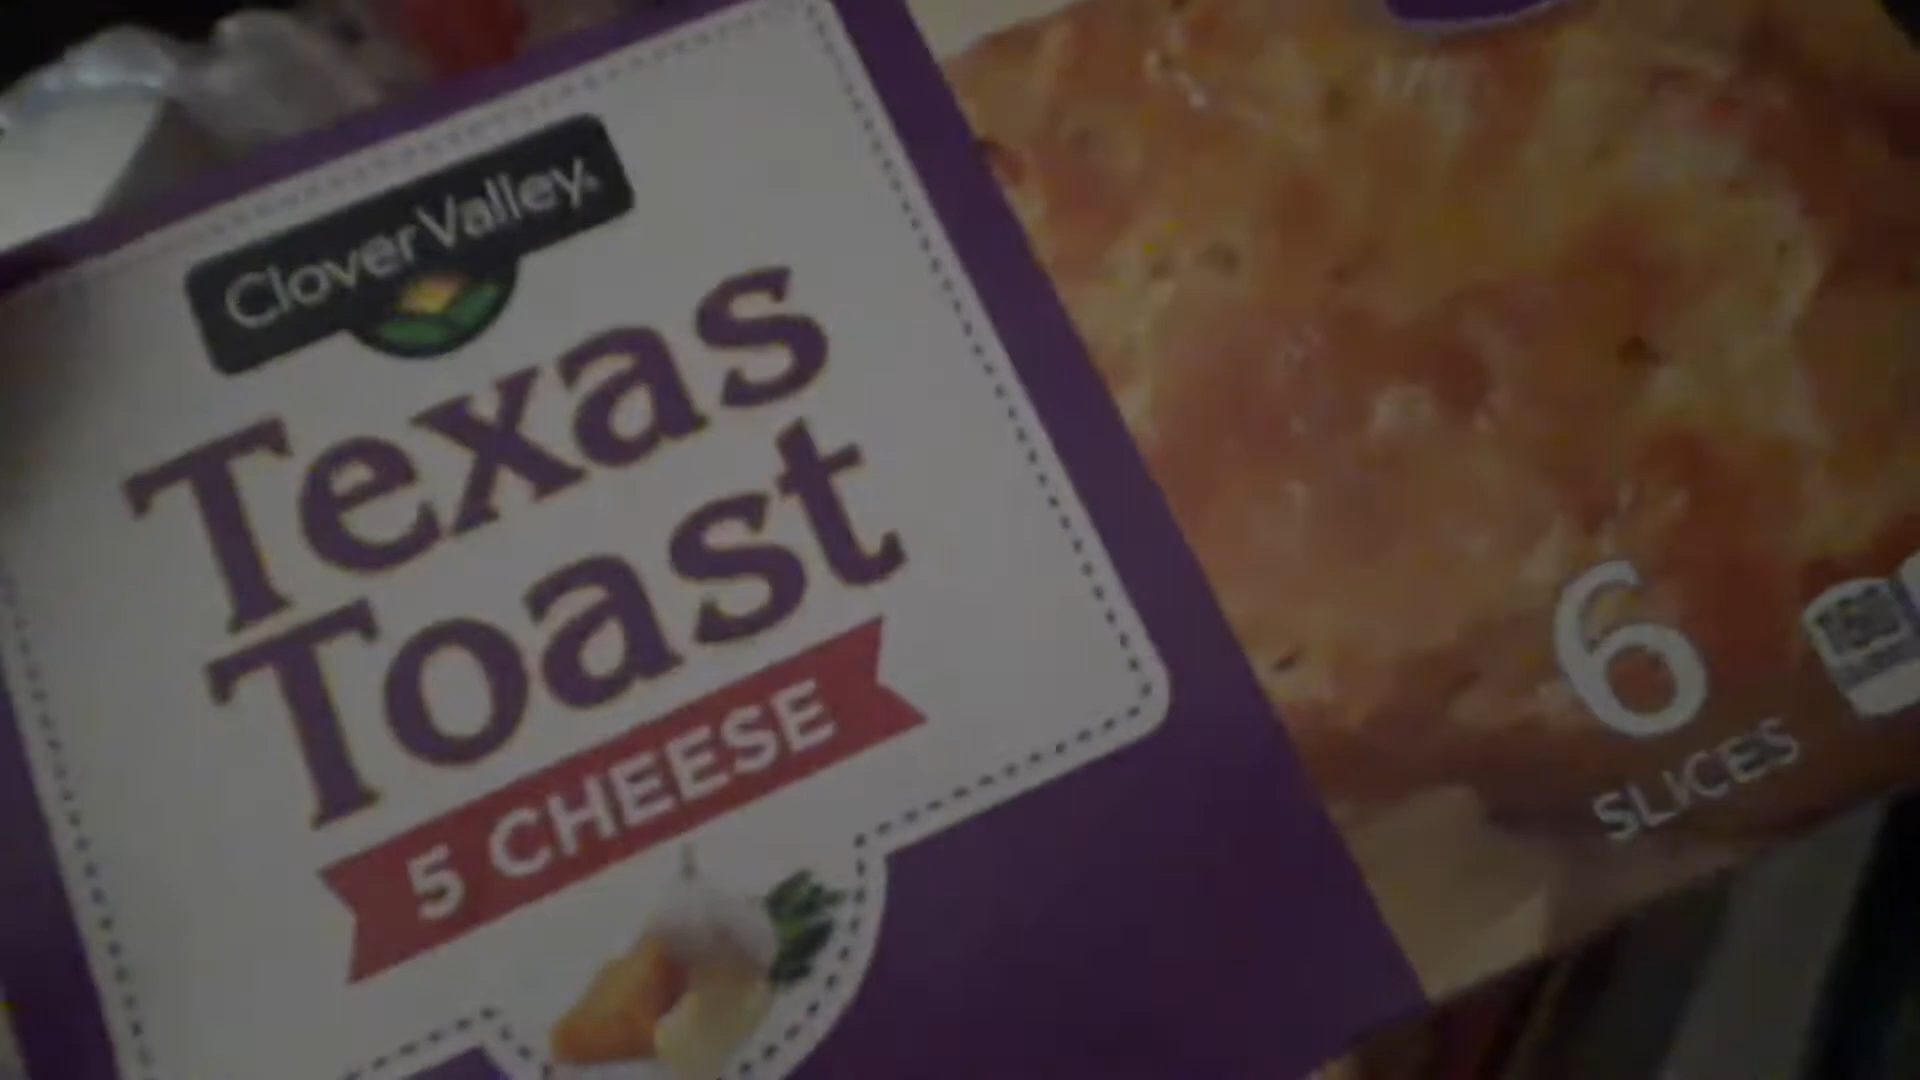 Clover Valley
Texas
Toast
5 CHEESE
6
SLICES